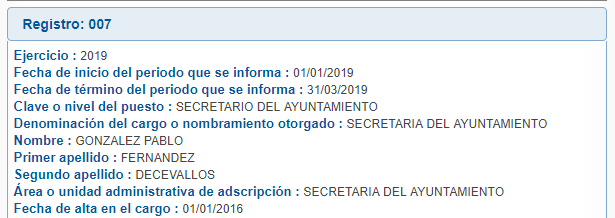 Registro: 007
Ejercicio : 2019
Fecha de inicio del periodo que se informa : 01/01/2019
Fecha de término del periodo que se informa : 31/03/2019
Clave o nivel del puesto : SECRETARIO DEL AYUNTAMIENTO
Denominación del cargo o nombramiento otorgado : SECRETARIA DEL AYUNTAMIENTO
Nombre : GONZALEZ PABLO
Primer apellido : FERNANDEZ
Segundo apellido : DECEVALLOS
Área o unidad administrativa de adscripción : SECRETARIA DEL AYUNTAMIENTO
Fecha de alta en el cargo : 01/01/2016